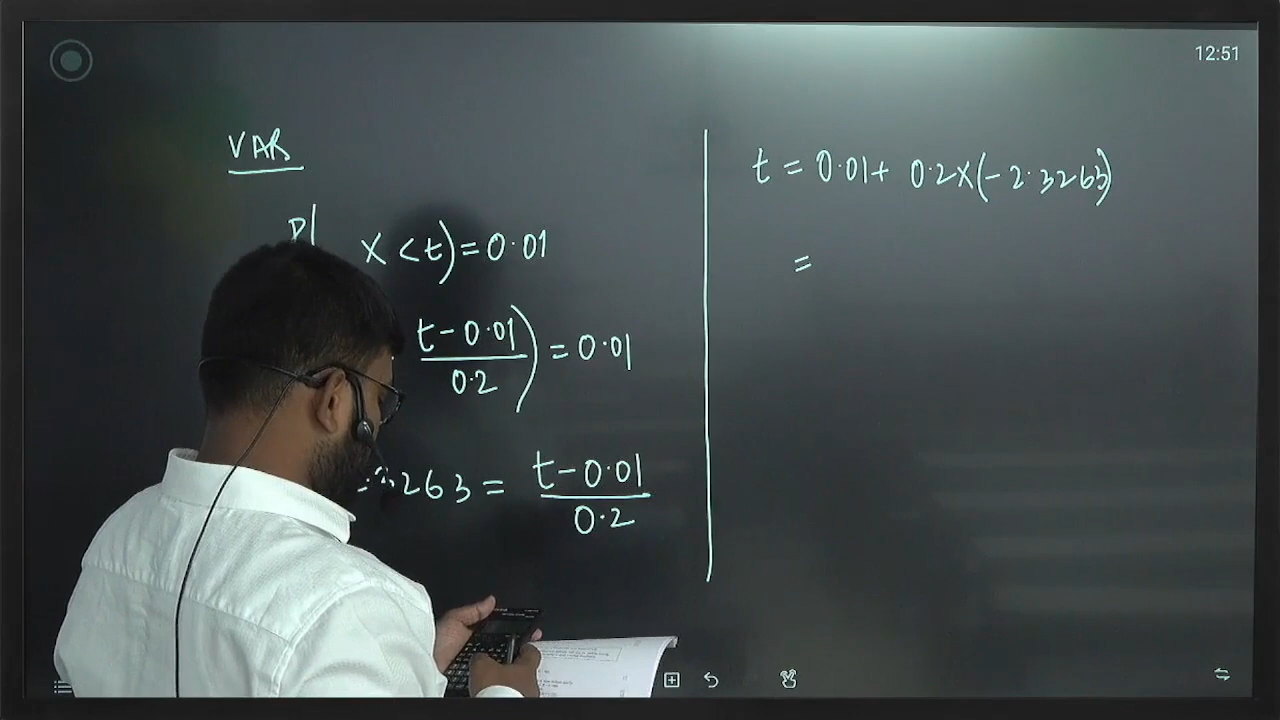 12:51
VAR
P( X < t) = 0.01
t - 0.01 / 0.2 ) = 0.01
.3263 = t - 0.01 / 0.2
t = 0.01 + 0.2 × (- 2.3263)
=